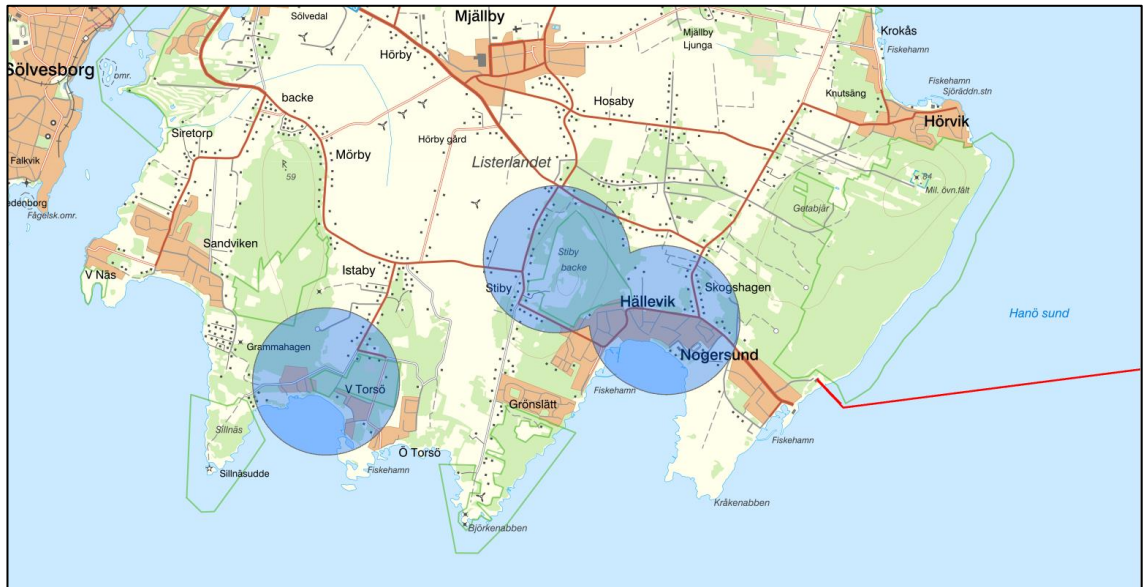 Sölvedal
Mjällby
Krokås
Fiskehamn
Mjällby
Ljunga
Hörby
Sölvesborg
omr.
Fiskehamn
Sjöräddn.stn
Knutsäng
backe
Hosaby
Siretorp
Hörby gård
Hörvik
Mörby
Listerlandet
Falkvik
59
84
Mil. övn.fält
edenborg
Fågelsk.omr.
Getabjär
Sandviken
Stiby
backe
V Näs
Istaby
Stiby
Skogshagen
Hällevik
Hanö sund
Grammahagen
Nogersund
V Torsö
Fiskehamn
Grönslätt
Sillnäs
Fiskehamn
Ö Torsö
Sillnäsudde
Fiskehamn
Kråkenabben
Björkenabben